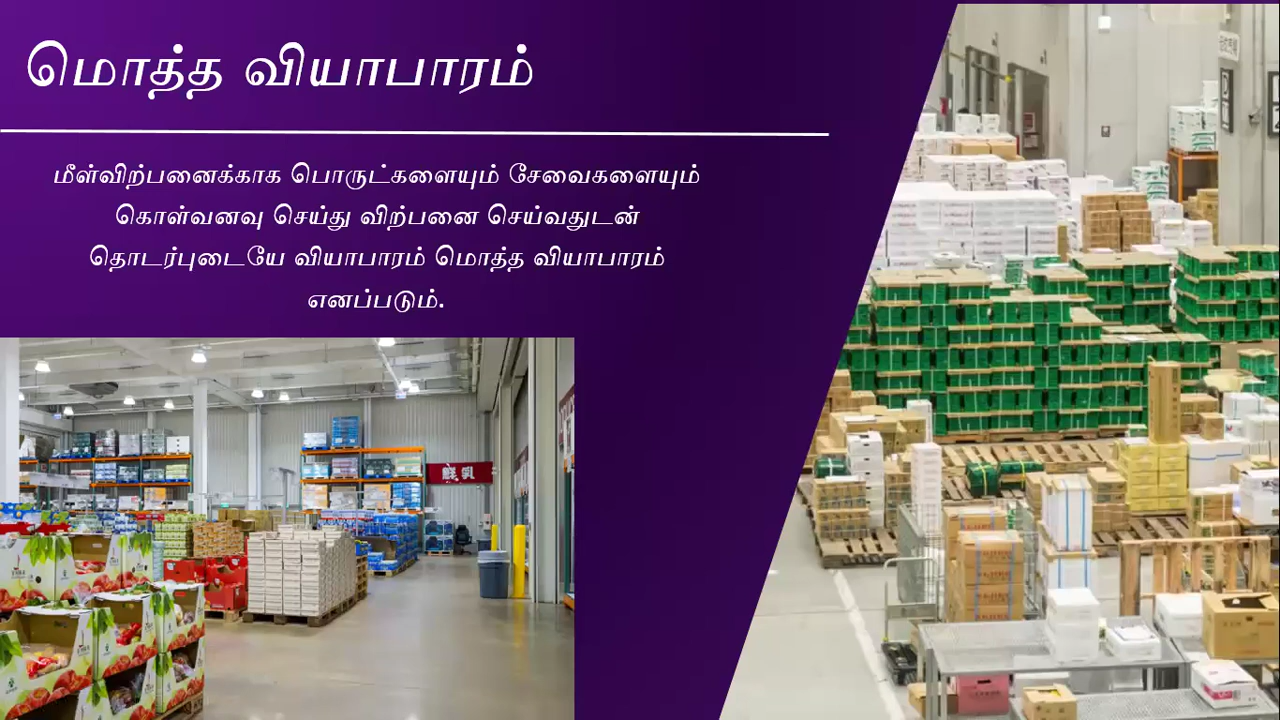 மொத்த வியாபாரம்
மீள்விற்பனைக்காக பொருட்களையும் சேவைகளையும்
கொள்வனவு செய்து விற்பனை செய்வதுடன்
தொடர்புடையே வியாபாரம் மொத்த வியாபாரம்
எனப்படும்.